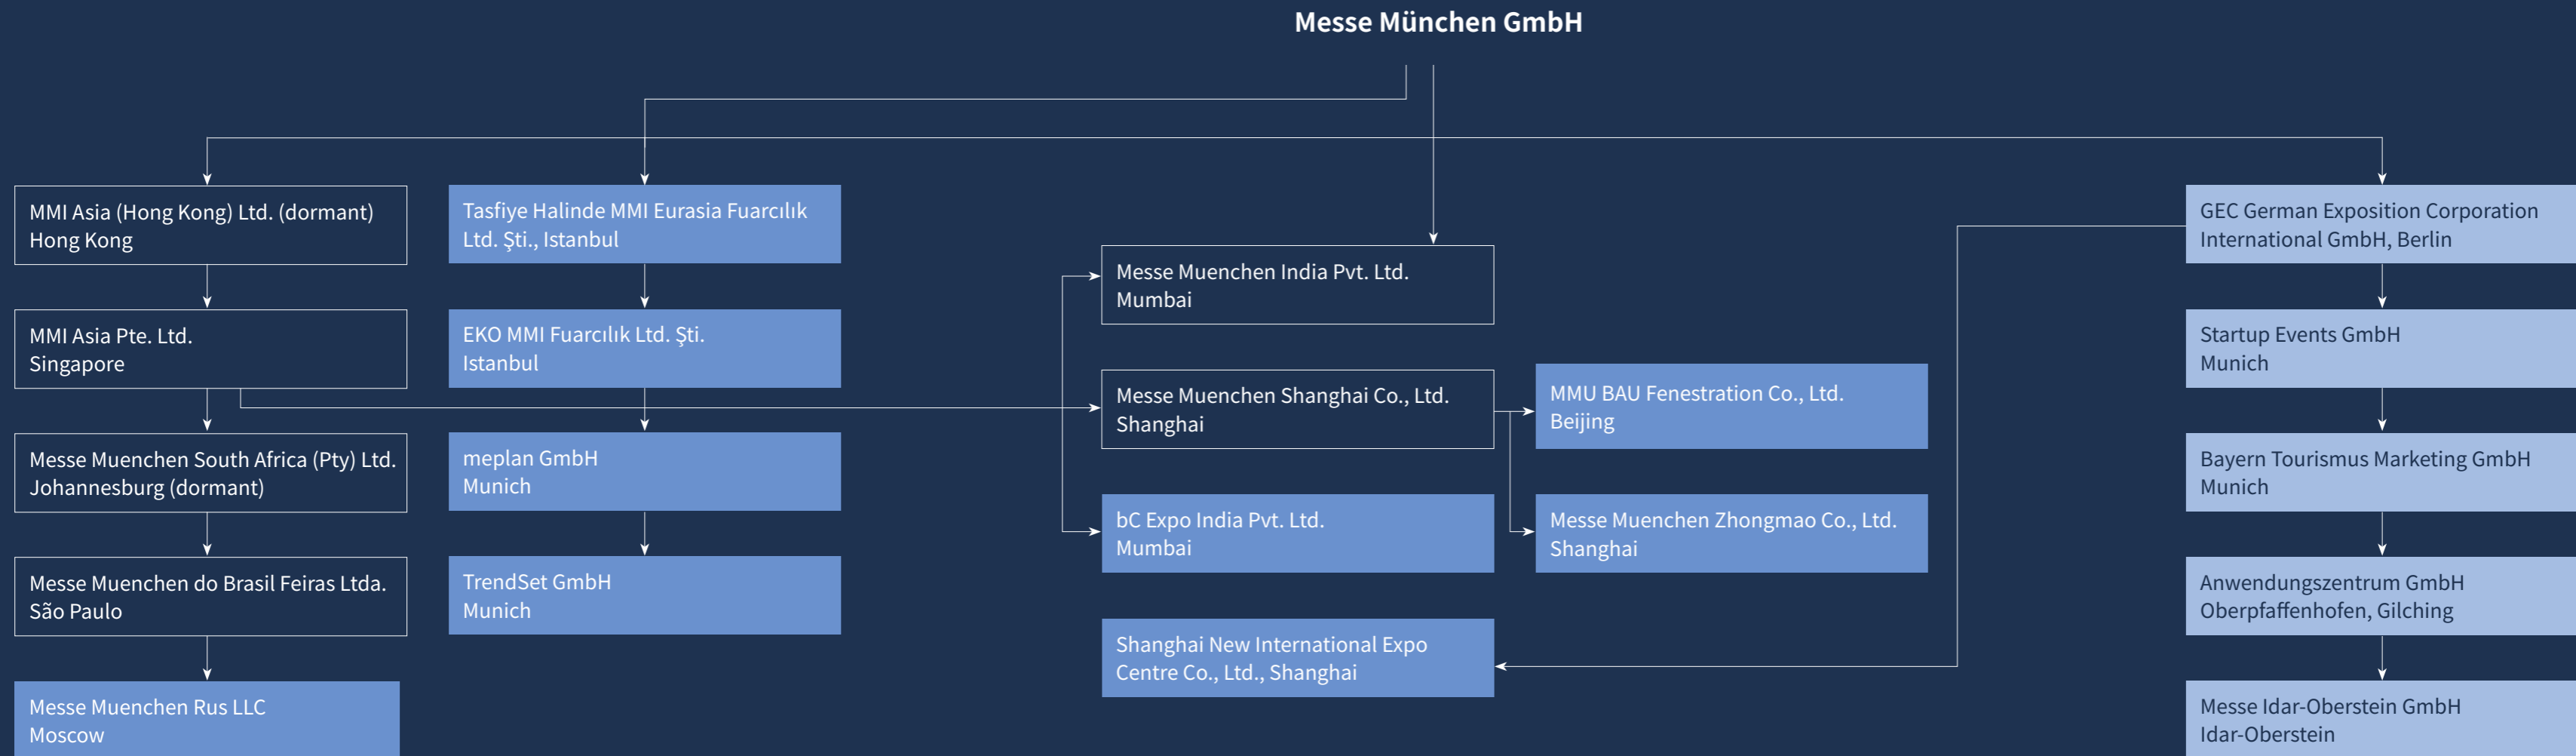 Messe München GmbH
MMI Asia (Hong Kong) Ltd. (dormant)
Hong Kong
MMI Asia Pte. Ltd.
Singapore
Messe Muenchen South Africa (Pty) Ltd.
Johannesburg (dormant)
Messe Muenchen do Brasil Feiras Ltda.
São Paulo
Messe Muenchen Rus LLC
Moscow
Tasfiye Halinde MMI Eurasia Fuarcılık
Ltd. Şti., Istanbul
EKO MMI Fuarcılık Ltd. Şti.
Istanbul
meplan GmbH
Munich
TrendSet GmbH
Munich
Messe Muenchen India Pvt. Ltd.
Mumbai
Messe Muenchen Shanghai Co., Ltd.
Shanghai
bC Expo India Pvt. Ltd.
Mumbai
Shanghai New International Expo
Centre Co., Ltd., Shanghai
MMU BAU Fenestration Co., Ltd.
Beijing
Messe Muenchen Zhongmao Co., Ltd.
Shanghai
GEC German Exposition Corporation
International GmbH, Berlin
Startup Events GmbH
Munich
Bayern Tourismus Marketing GmbH
Munich
Anwendungszentrum GmbH
Oberpfaffenhofen, Gilching
Messe Idar-Oberstein GmbH
Idar-Oberstein